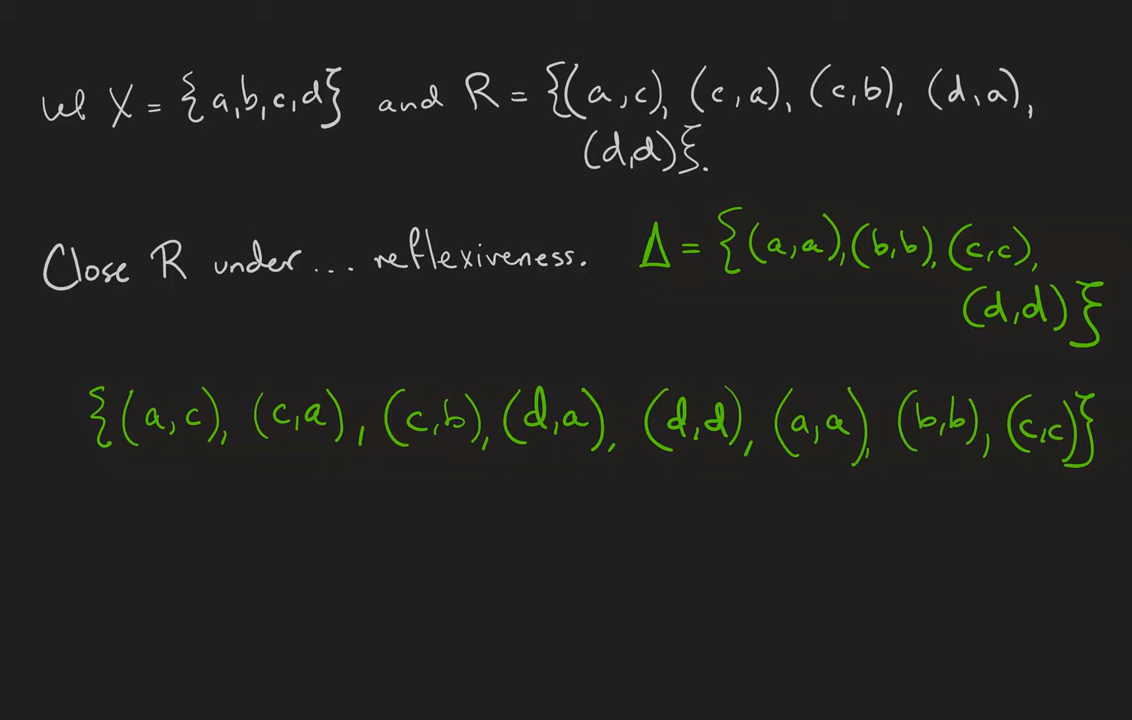 let X = {a,b,c,d} and R = {(a,c), (c,a), (c,b), (d,a),
(d,d)}.
Close R under... reflexiveness. Δ = {(a,a),(b,b),(c,c),
(d,d)}
{(a,c), (c,a), (c,b),(d,a), (d,d), (a,a), (b,b), (c,c)}